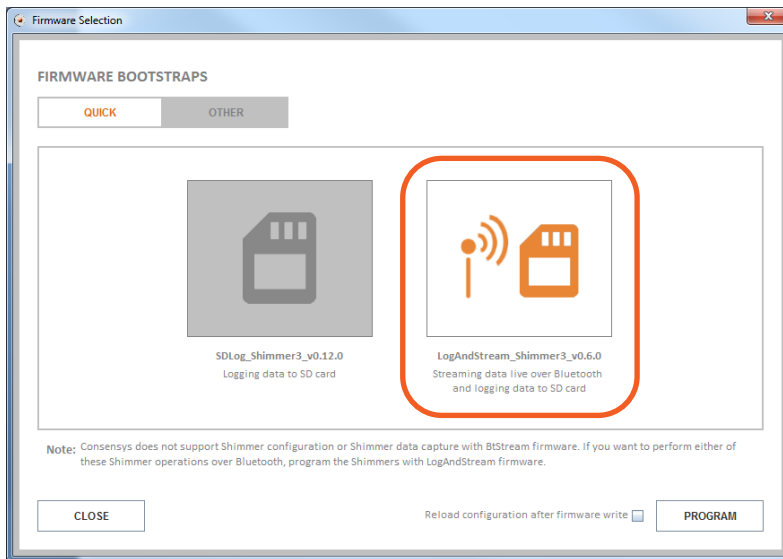 Firmware Selection
FIRMWARE BOOTSTRAPS
QUICK
OTHER
SDLog_Shimmer3_v0.12.0
Logging data to SD card
LogAndStream_Shimmer3_v0.6.0
Streaming data live over Bluetooth
and logging data to SD card
Note: Consensys does not support Shimmer configuration or Shimmer data capture with BtStream firmware. If you want to perform either of
these Shimmer operations over Bluetooth, program the Shimmers with LogAndStream firmware.
CLOSE
Reload configuration after firmware write
PROGRAM